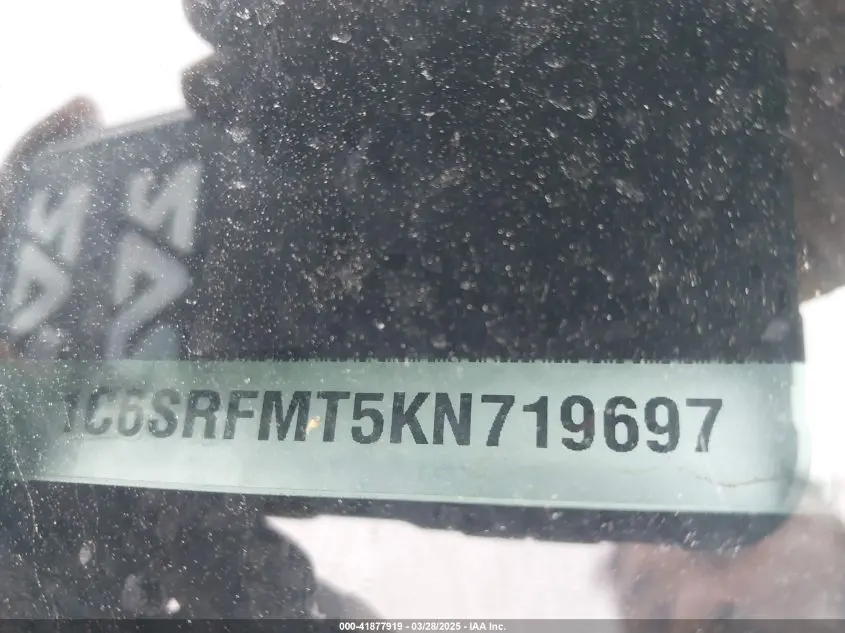 1C6SRFMT5KN719697
000-41877919 | 03/28/2025 - IAA Inc.